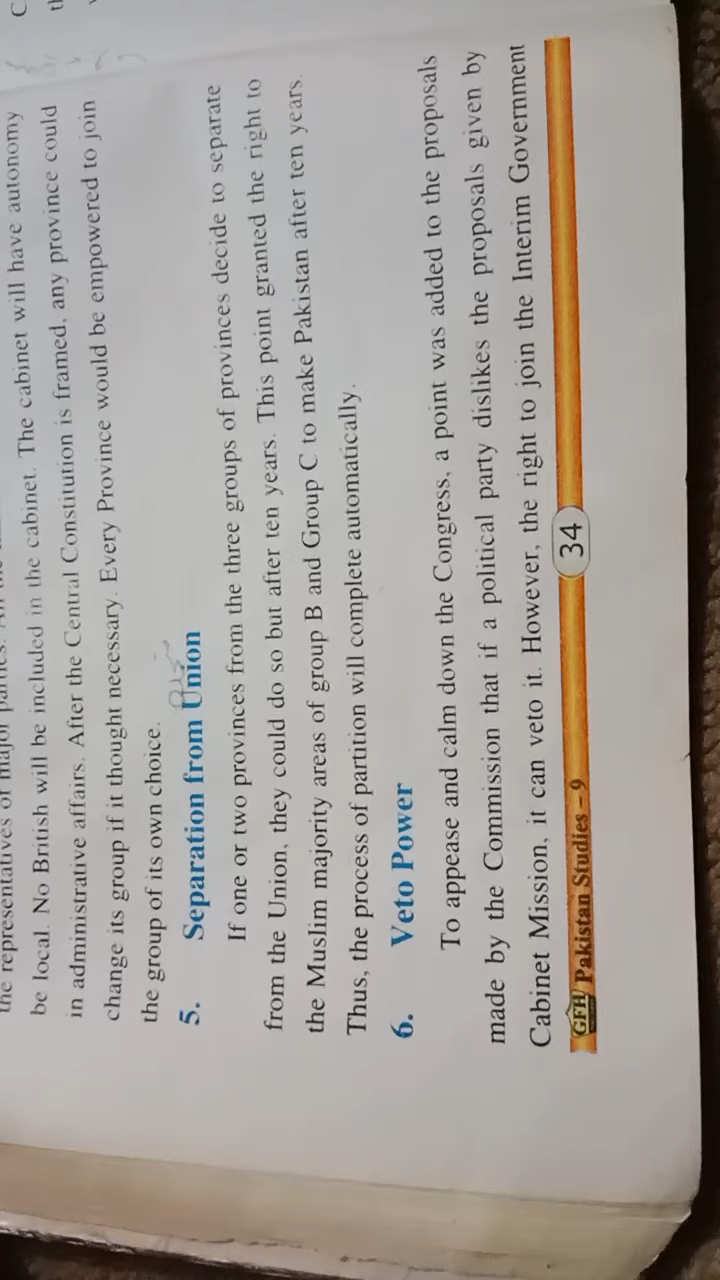 the representatives of major parties.
be local. No British will be included in the cabinet. The cabinet will have autonomy
in administrative affairs. After the Central Constitution is framed, any province could
change its group if it thought necessary. Every Province would be empowered to join
the group of its own choice.
5. Separation from Union
If one or two provinces from the three groups of provinces decide to separate
from the Union, they could do so but after ten years. This point granted the right to
the Muslim majority areas of group B and Group C to make Pakistan after ten years.
Thus, the process of partition will complete automatically.
6. Veto Power
To appease and calm down the Congress, a point was added to the proposals
made by the Commission that if a political party dislikes the proposals given by
Cabinet Mission, it can veto it. However, the right to join the Interim Government
GFH Pakistan Studies – 9
34